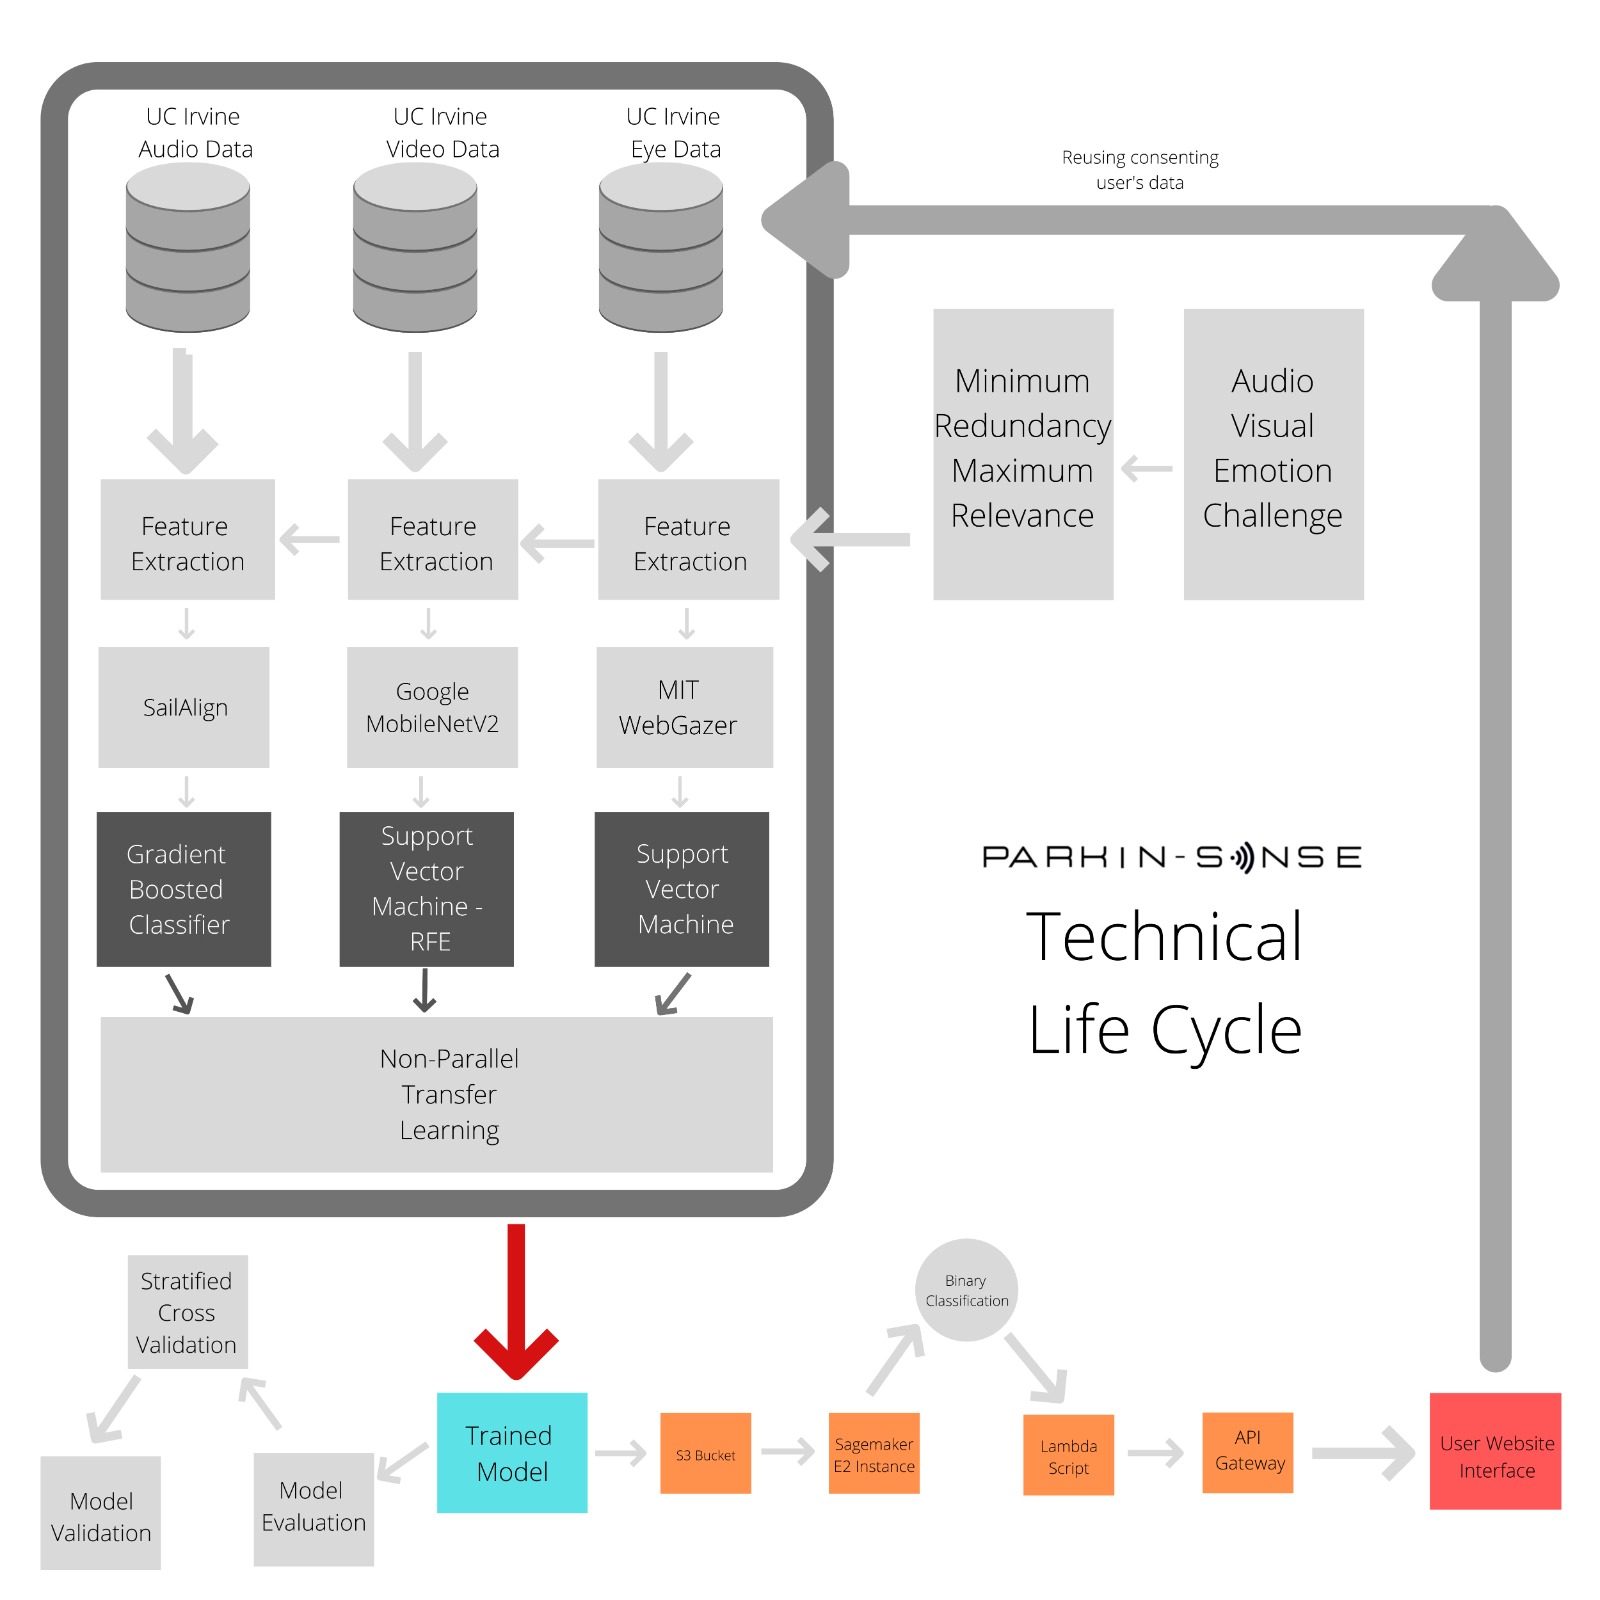 UC Irvine
Audio Data
UC Irvine
Video Data
UC Irvine
Eye Data
Reusing consenting
user's data
Minimum
Redundancy
Maximum
Relevance
Audio
Visual
Emotion
Challenge
Feature
Extraction
Feature
Extraction
Feature
Extraction
SailAlign
Google
MobileNetV2
MIT
WebGazer
Gradient
Boosted
Classifier
Support
Vector
Machine -
RFE
Support
Vector
Machine
PARKIN-SONSE
Technical
Life Cycle
Non-Parallel
Transfer
Learning
Stratified
Cross
Validation
Binary
Classification
Model
Validation
Model
Evaluation
Trained
Model
S3 Bucket
Sagemaker
E2 Instance
Lambda
Script
API
Gateway
User Website
Interface